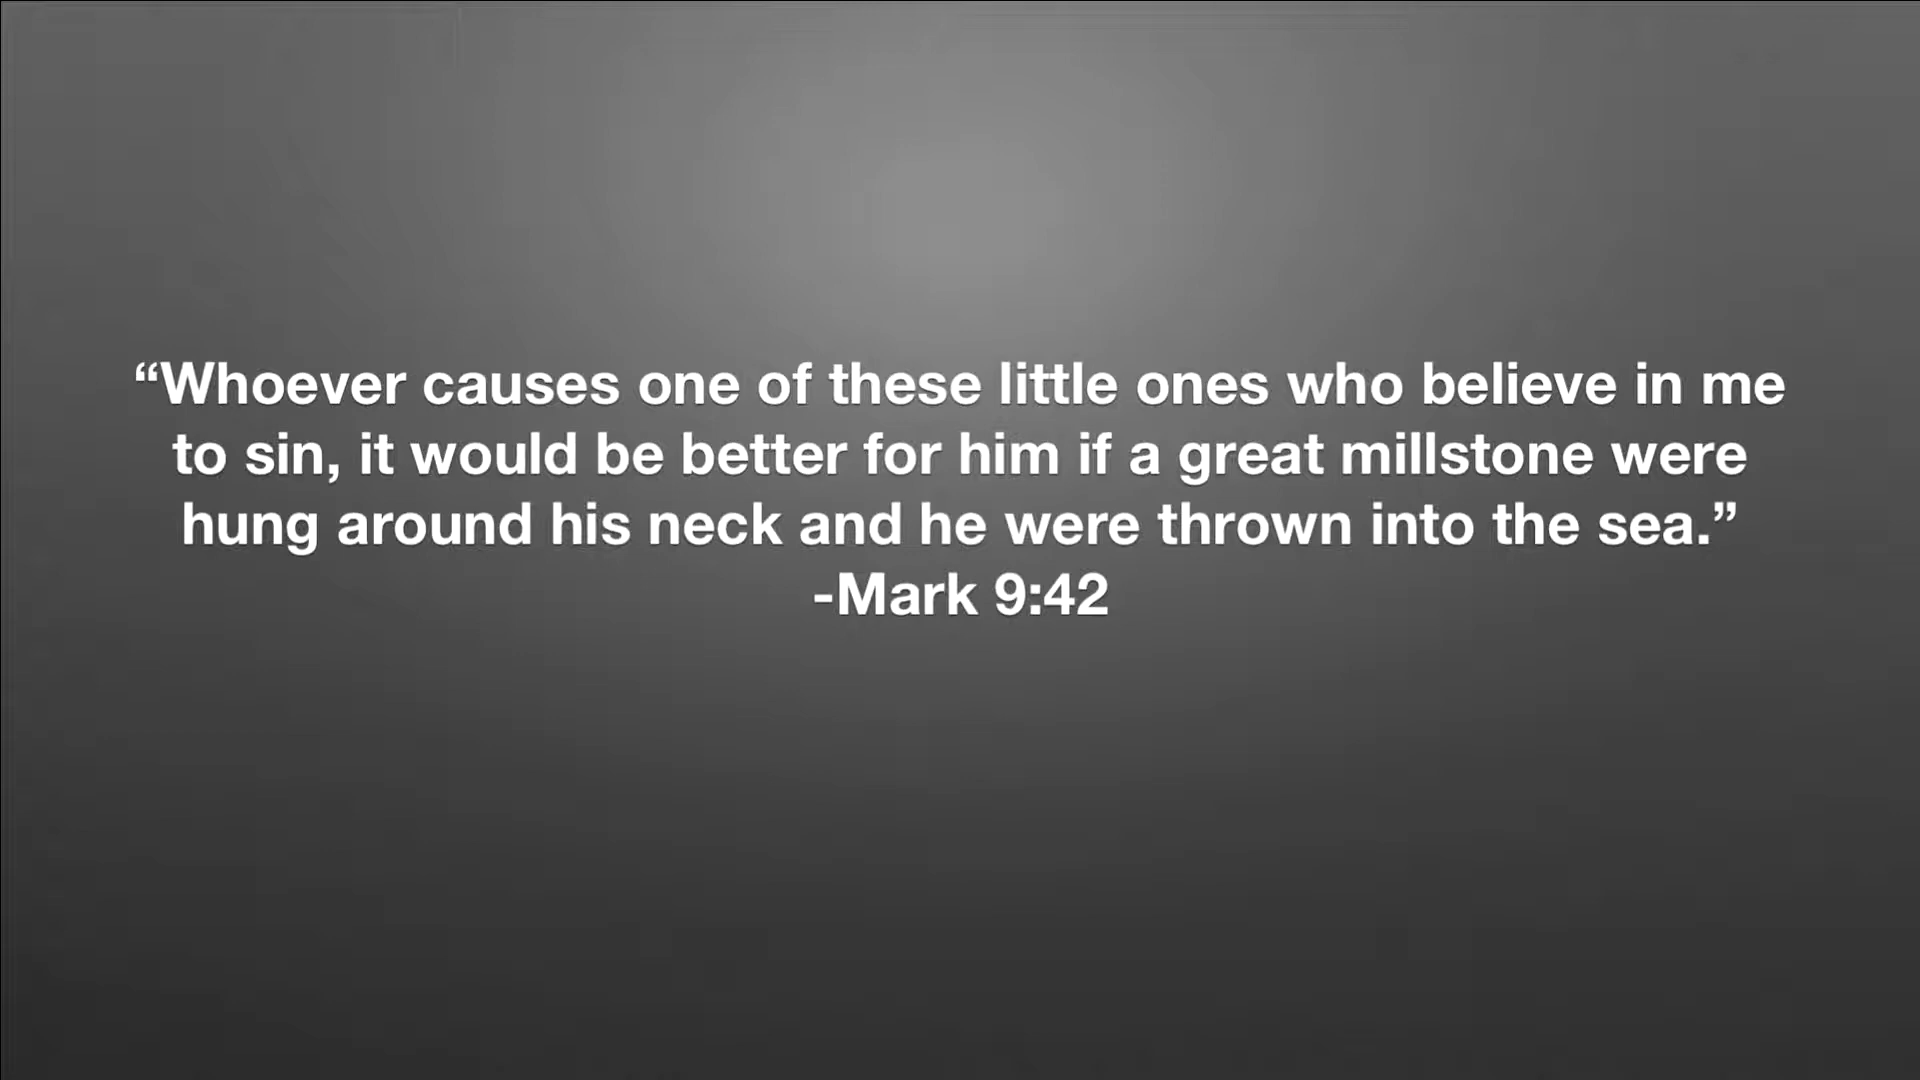 “Whoever causes one of these little ones who believe in me
to sin, it would be better for him if a great millstone were
hung around his neck and he were thrown into the sea.”
-Mark 9:42